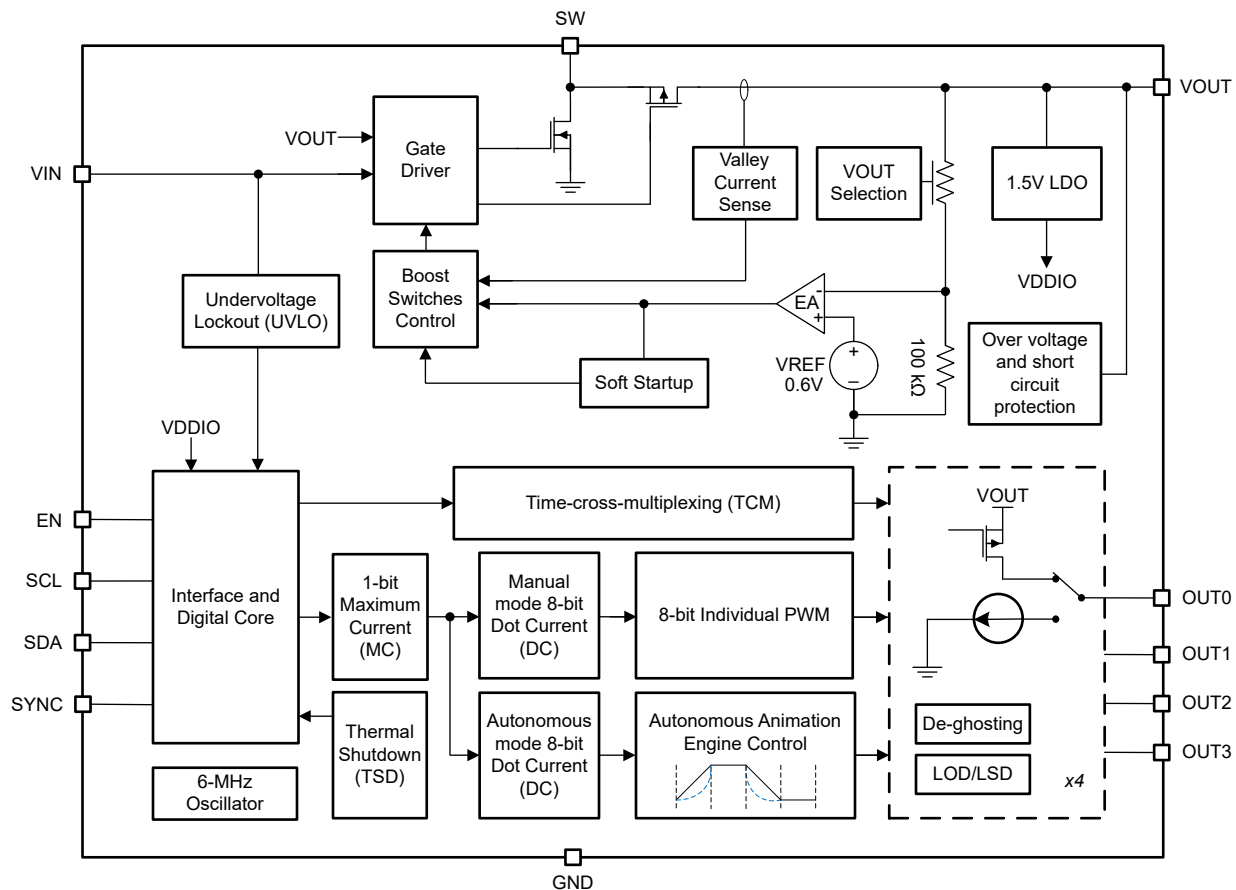 SW
VOUT
VIN
VOUT
Gate
Driver
Valley
Current
Sense
VOUT
Selection
1.5V LDO
VDDIO
Undervoltage
Lockout (UVLO)
Boost
Switches
Control
EA
-
+
Soft Startup
VREF
0.6V
+
–
100 kΩ
Over voltage
and short
circuit
protection
VDDIO
EN
SCL
SDA
SYNC
Interface and
Digital Core
Time-cross-multiplexing (TCM)
1-bit
Maximum
Current
(MC)
Manual
mode 8-bit
Dot Current
(DC)
8-bit Individual PWM
Thermal
Shutdown
(TSD)
Autonomous
mode 8-bit
Dot Current
(DC)
Autonomous Animation
Engine Control
6-MHz
Oscillator
VOUT
De-ghosting
LOD/LSD
x4
OUT0
OUT1
OUT2
OUT3
GND